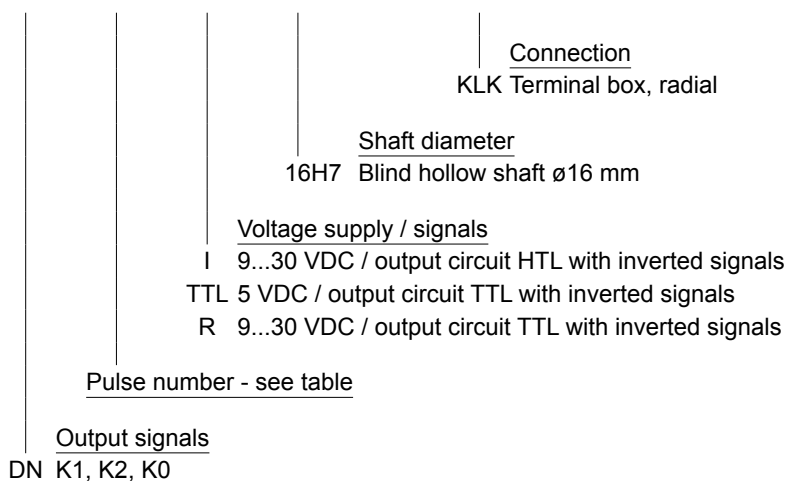 Connection
KLK Terminal box, radial
Shaft diameter
16H7 Blind hollow shaft ø16 mm
Voltage supply / signals
I 9...30 VDC / output circuit HTL with inverted signals
TTL 5 VDC / output circuit TTL with inverted signals
R 9...30 VDC / output circuit TTL with inverted signals
Pulse number - see table
Output signals
DN K1, K2, K0